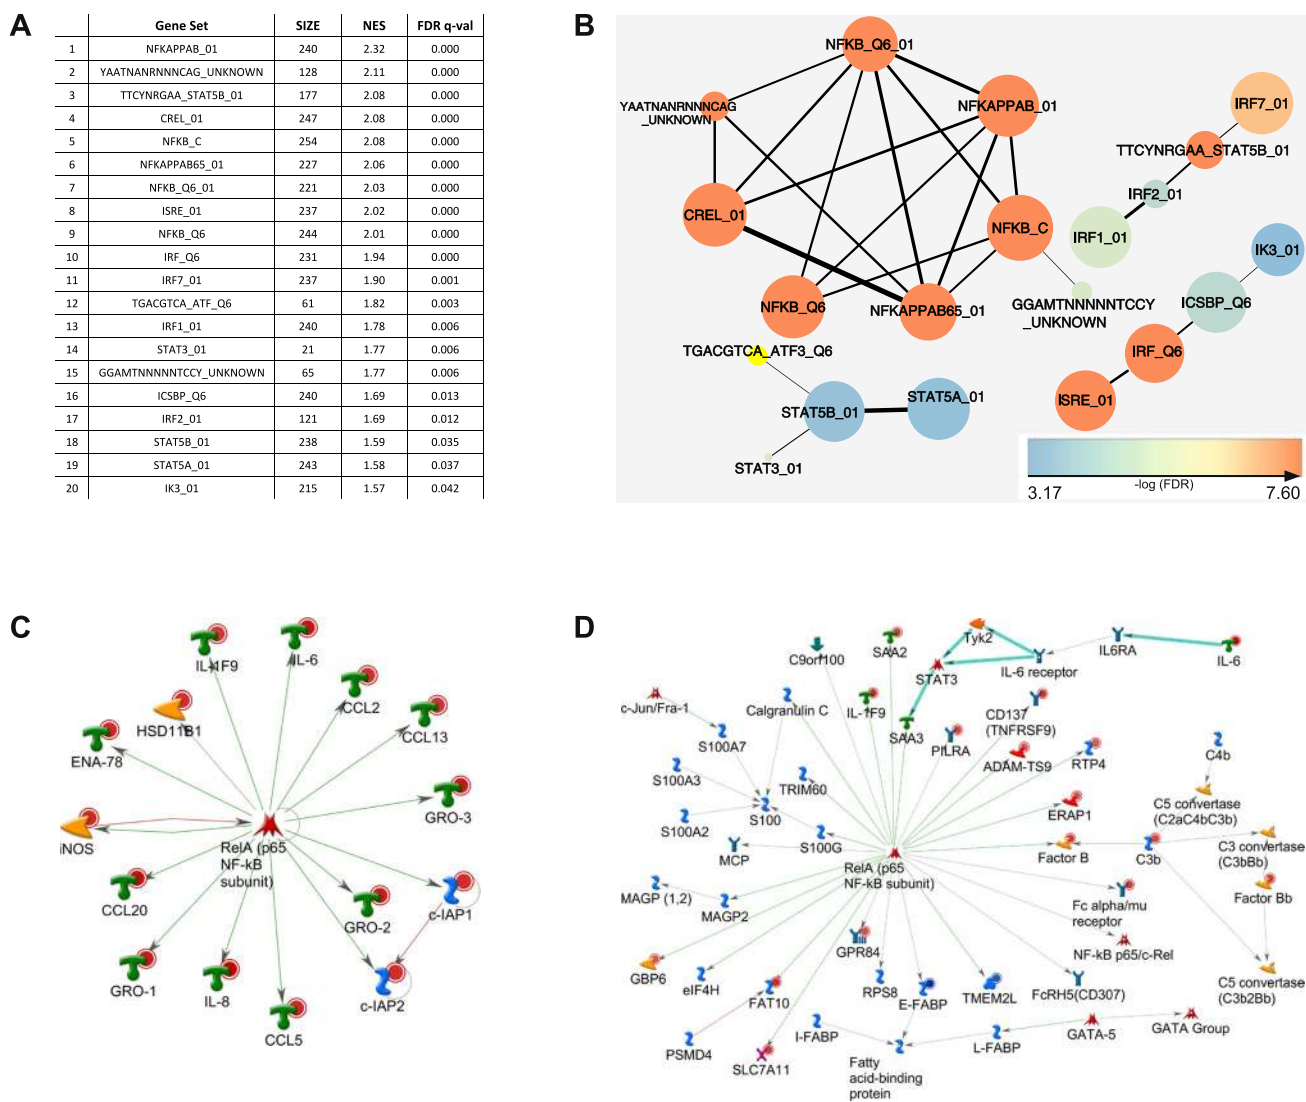 A
Gene Set SIZE NES FDR q-val
1 NFKAPPAB_01 240 2.32 0.000
2 YAATNANRNNNCAG_UNKNOWN 128 2.11 0.000
3 TTCYNRGAA_STAT5B_01 177 2.08 0.000
4 CREL_01 247 2.08 0.000
5 NFKB_C 254 2.08 0.000
6 NFKAPPAB65_01 227 2.06 0.000
7 NFKB_Q6_01 221 2.03 0.000
8 ISRE_01 237 2.02 0.000
9 NFKB_Q6 244 2.01 0.000
10 IRF_Q6 231 1.94 0.000
11 IRF7_01 237 1.90 0.001
12 TGACGTCA_ATF_Q6 61 1.82 0.003
13 IRF1_01 240 1.78 0.006
14 STAT3_01 21 1.77 0.006
15 GGAMTNNNNNTCCY_UNKNOWN 65 1.77 0.006
16 ICSBP_Q6 240 1.69 0.013
17 IRF2_01 121 1.69 0.012
18 STAT5B_01 238 1.59 0.035
19 STAT5A_01 243 1.58 0.037
20 IK3_01 215 1.57 0.042
B
NFKB_Q6_01
YAATNANRNNNCAG
_UNKNOWN
NFKAPPAB_01
IRF7_01
TTCYNRGAA_STAT5B_01
IRF2_01
CREL_01
NFKB_C
IRF1_01
IK3_01
NFKB_Q6
NFKAPPAB65_01
GGAMTNNNNNTCCY
_UNKNOWN
ICSBP_Q6
TGACGTCA_ATF3_Q6
IRF_Q6
STAT5B_01
STAT5A_01
ISRE_01
STAT3_01
3.17
-log (FDR)
7.60
C
IL-1F9
IL-6
CCL2
HSD11B1
CCL13
ENA-78
GRO-3
iNOS
RelA (p65
NF-kB
subunit)
CCL20
GRO-2
c-IAP1
GRO-1
IL-8
c-IAP2
CCL5
D
Tyk2
C9orf100
SAA2
STAT3
IL-6 receptor
IL6RA
IL-6
c-Jun/Fra-1
Calgranulin C
IL-1F9
SAA3
CD137
(TNFRSF9)
S100A7
PILRA
ADAM-TS9
RTP4
C4b
S100A3
TRIM60
C5 convertase
(C2aC4bC3b)
S100A2
S100
ERAP1
MCP
S100G
RelA (p65
NF-kB subunit)
Factor B
C3b
C3 convertase
(C3bBb)
MAGP (1,2)
MAGP2
Fc alpha/mu
receptor
Factor Bb
GPR84
NF-kB p65/c-Rel
GBP6
eIF4H
FAT10
RPS8
E-FABP
TMEM2L
FcRH5(CD307)
C5 convertase
(C3b2Bb)
PSMD4
SLC7A11
I-FABP
Fatty
acid-binding
protein
L-FABP
GATA-5
GATA Group